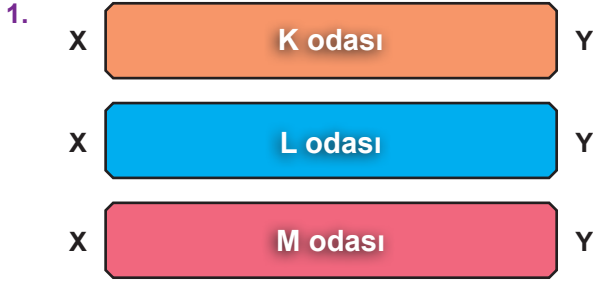 1.
X K odası Y
X L odası Y
X M odası Y